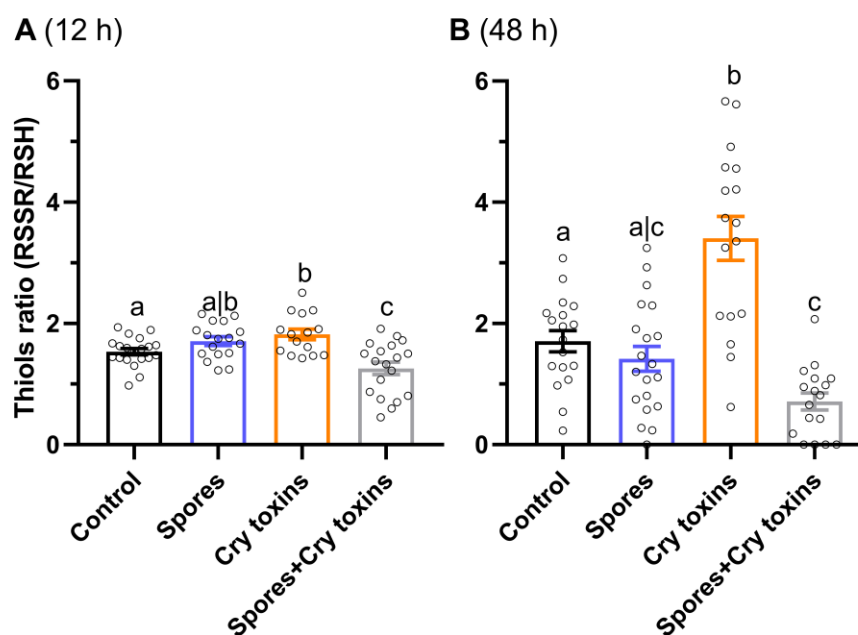 A (12 h)
B (48 h)
Thiols ratio (RSSR/RSH)
6
4
2
0
a
a|b
b
c
Control
Spores
Cry toxins
Spores+Cry toxins
6
4
2
0
a
a|c
b
c
Control
Spores
Cry toxins
Spores+Cry toxins